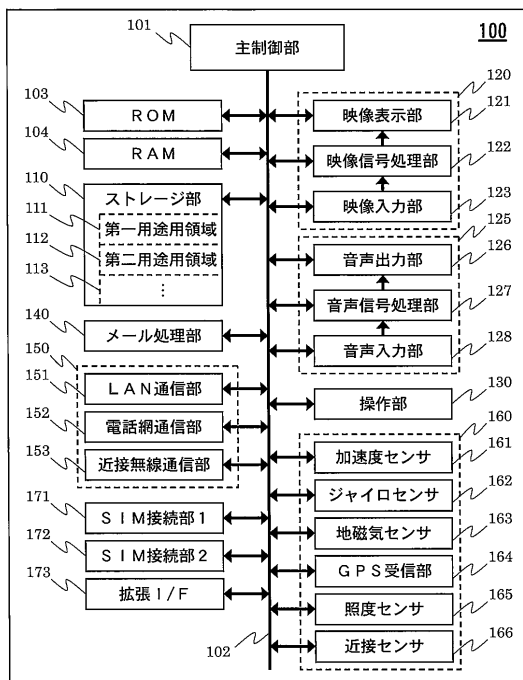 100
101
主制御部
103
ROM
104
RAM
110
ストレージ部
111
第一用途用領域
112
第二用途用領域
113
⋮
140
メール処理部
150
151
LAN通信部
152
電話網通信部
153
近接無線通信部
171
SIM接続部1
172
SIM接続部2
173
拡張I/F
102
120
映像表示部
121
映像信号処理部
122
映像入力部
123
125
音声出力部
126
音声信号処理部
127
音声入力部
128
操作部
130
160
加速度センサ
161
ジャイロセンサ
162
地磁気センサ
163
GPS受信部
164
照度センサ
165
近接センサ
166